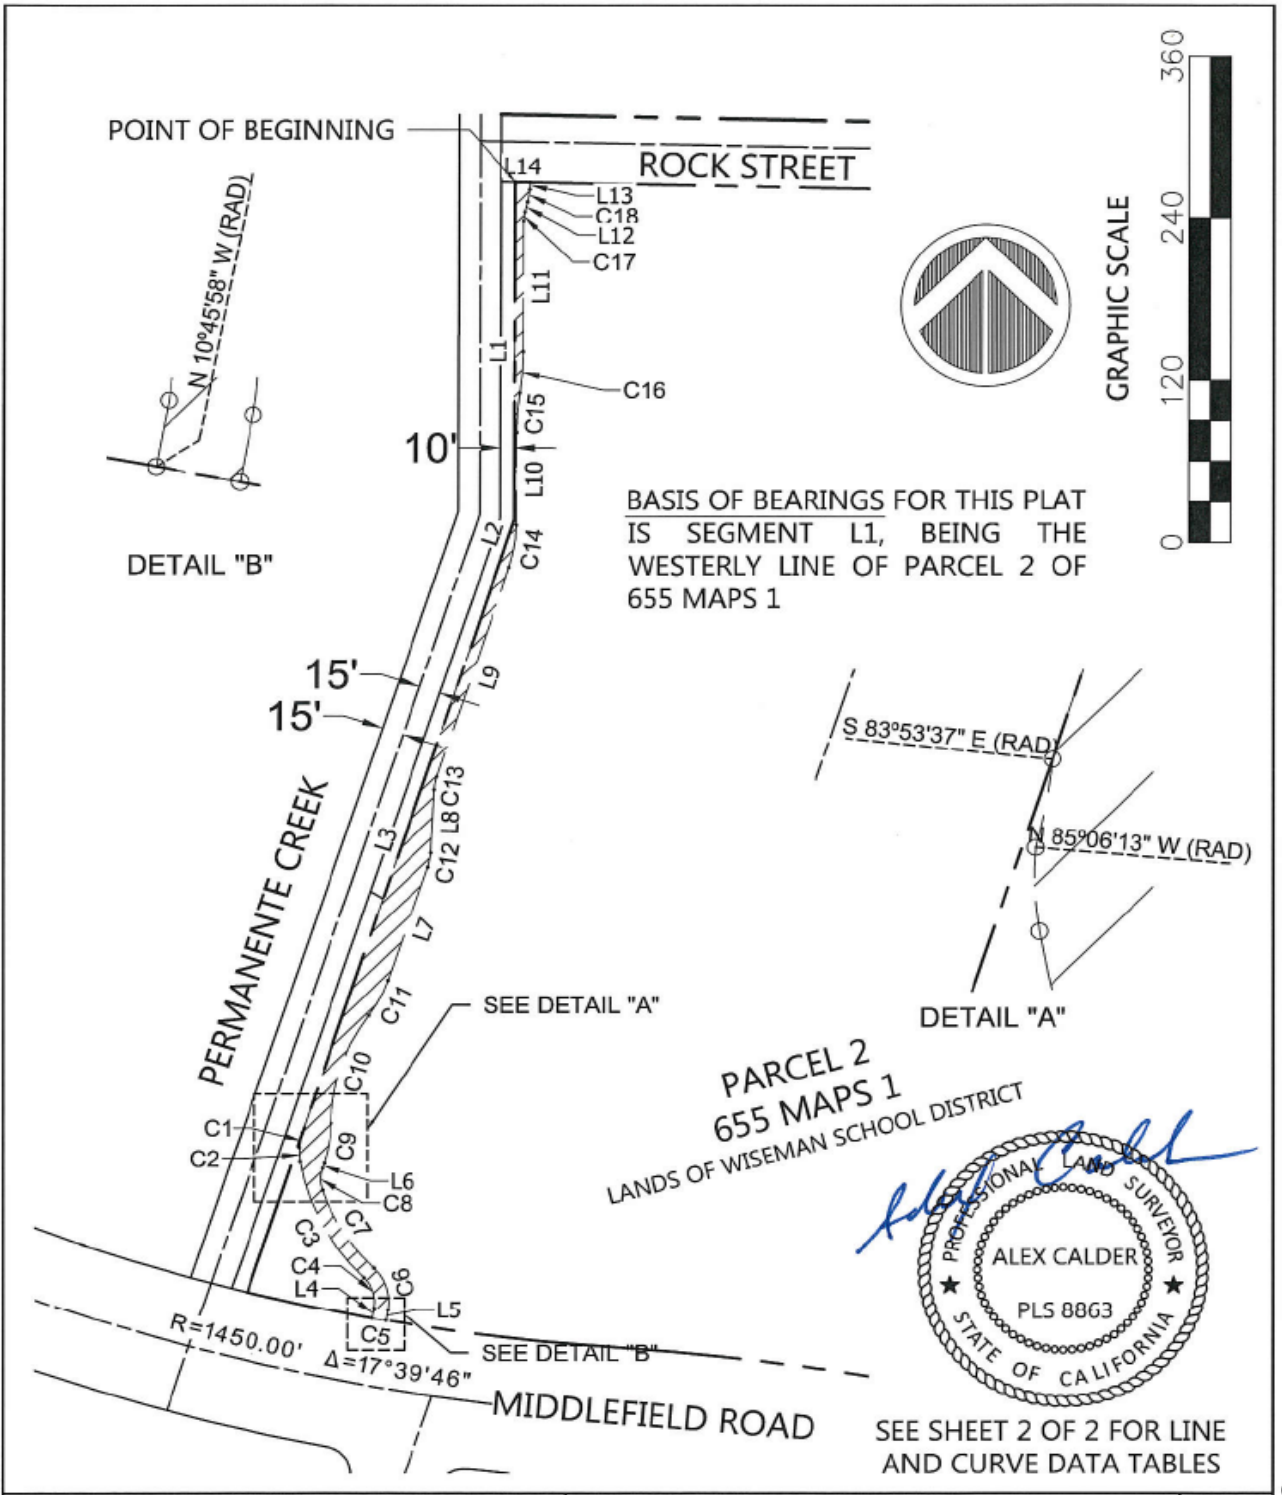 POINT OF BEGINNING
ROCK STREET
L14
L13
C18
L12
C17
L11
L1
C16
C15
10'
L10
L2
C14
N 10°45'58" W (RAD)
DETAIL "B"
GRAPHIC SCALE
0
120
240
360
BASIS OF BEARINGS FOR THIS PLAT
IS SEGMENT L1, BEING THE
WESTERLY LINE OF PARCEL 2 OF
655 MAPS 1
15'
15'
L9
C13
L8
L3
C12
L7
PERMANENTE CREEK
S 83°53'37" E (RAD)
N 85°06'13" W (RAD)
DETAIL "A"
C11
SEE DETAIL "A"
C10
C1
C2
C9
L6
C8
C7
C3
C4
L4
C6
L5
C5
SEE DETAIL "B"
PARCEL 2
655 MAPS 1
LANDS OF WISEMAN SCHOOL DISTRICT
R=1450.00'
Δ=17°39'46"
MIDDLEFIELD ROAD
PROFESSIONAL LAND SURVEYOR
ALEX CALDER
PLS 8863
STATE OF CALIFORNIA
SEE SHEET 2 OF 2 FOR LINE
AND CURVE DATA TABLES